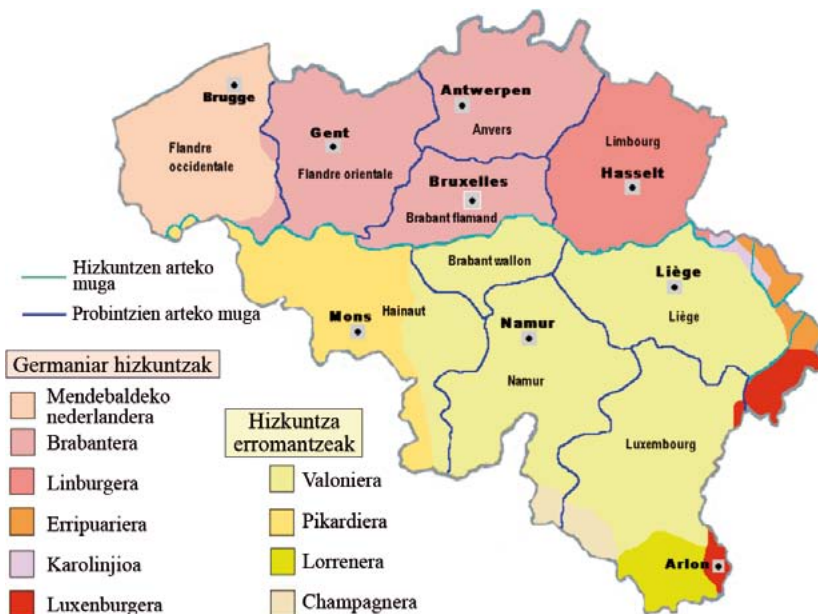 Brugge
Antwerpen
Anvers
Gent
Flandre
occidentale
Flandre orientale
Limbourg
Hasselt
Bruxelles
Brabant flamand
Brabant wallon
Liège
Liège
Hainaut
Mons
Namur
Namur
Luxembourg
Arlon
Hizkuntzen arteko
muga
Probintzien arteko muga
Germaniar hizkuntzak
Mendebaldeko
nederlandera
Brabantera
Linburgera
Erripuariera
Karolinjioa
Luxenburgera
Hizkuntza
erromantzeak
Valoniera
Pikardiera
Lorrenera
Champagnera